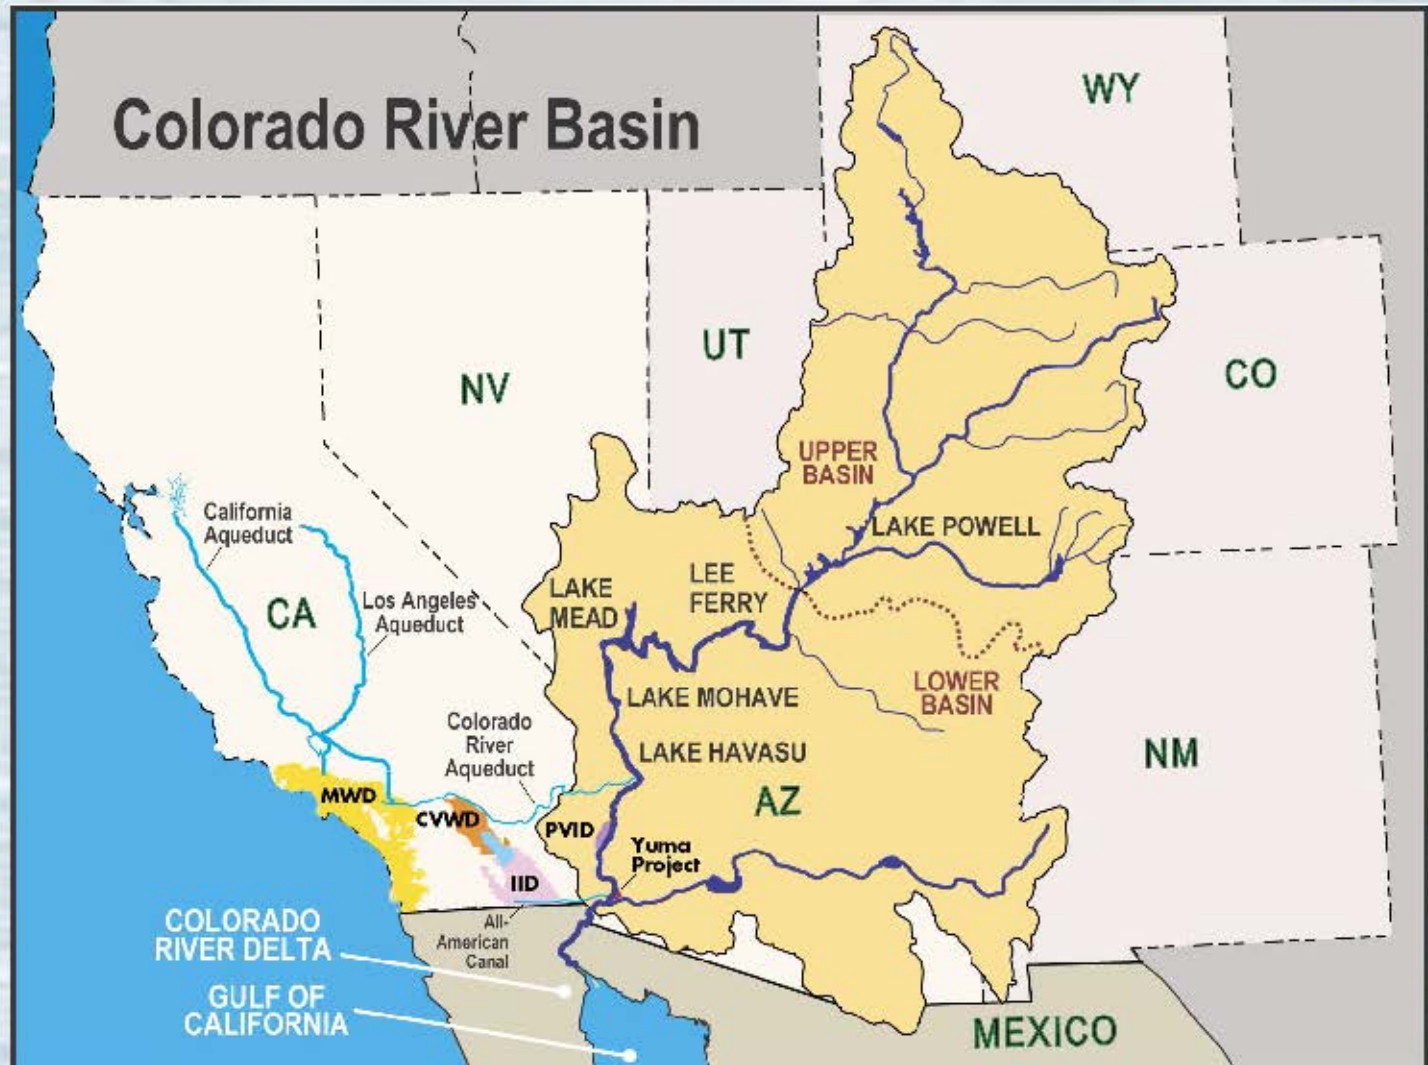 Colorado River Basin
WY
UT
NV
CO
UPPER
BASIN
California
Aqueduct
LAKE POWELL
LAKE
MEAD
LEE
FERRY
CA
Los Angeles
Aqueduct
LAKE MOHAVE
LOWER
BASIN
Colorado
River
Aqueduct
LAKE HAVASU
NM
AZ
MWD
CVWD
PVID
Yuma
Project
IID
All-
American
Canal
COLORADO
RIVER DELTA
GULF OF
CALIFORNIA
MEXICO